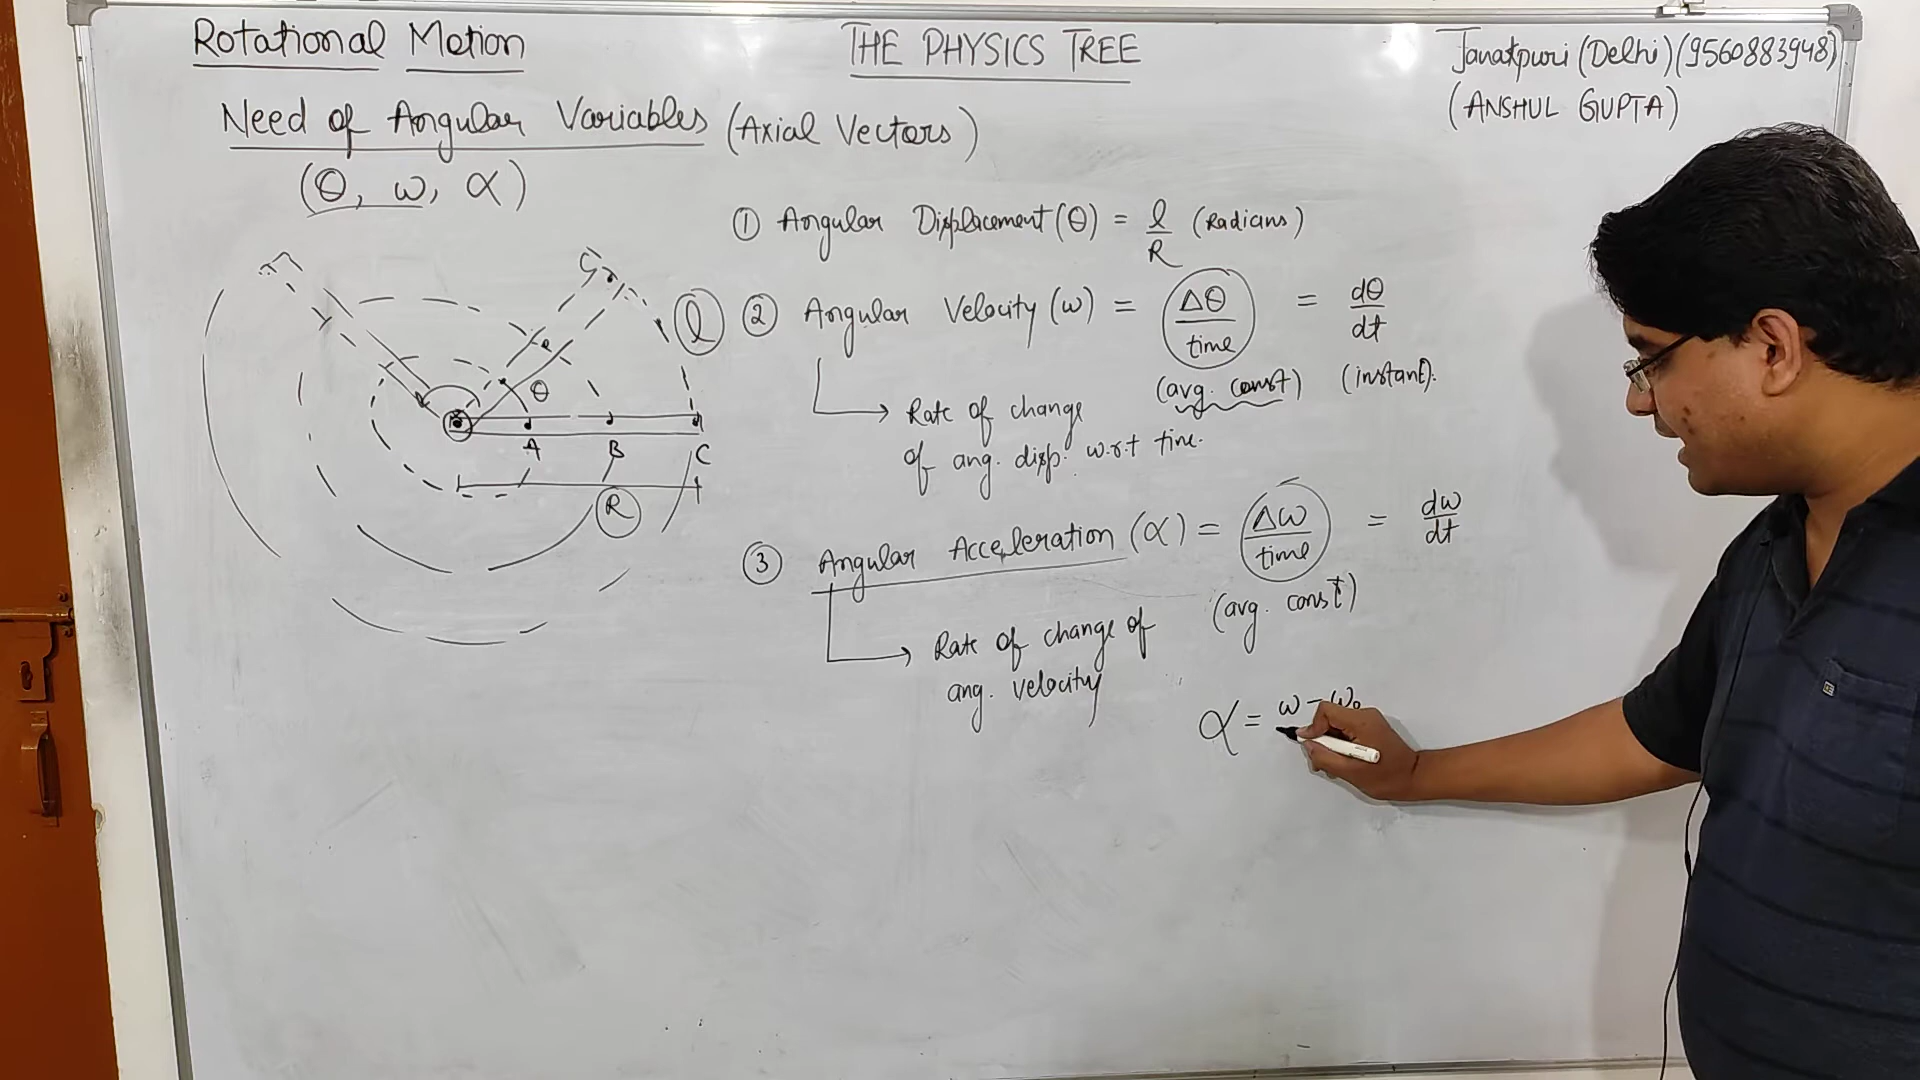 Rotational Motion
THE PHYSICS TREE
Janakpuri (Delhi) (9560883948)
(ANSHUL GUPTA)
Need of Angular Variables (Axial Vectors)
(θ, ω, α)
① Angular Displacement (θ) = l/R (Radians)
② Angular Velocity (ω) = Δθ/time = dθ/dt
(avg. const) (instant).
Rate of change
of ang. disp. w.r.t time.
③ Angular Acceleration (α) = Δω/time = dω/dt
(avg. const)
Rate of change of
ang. velocity
α = ω - ω₀
l
θ
A B C
R